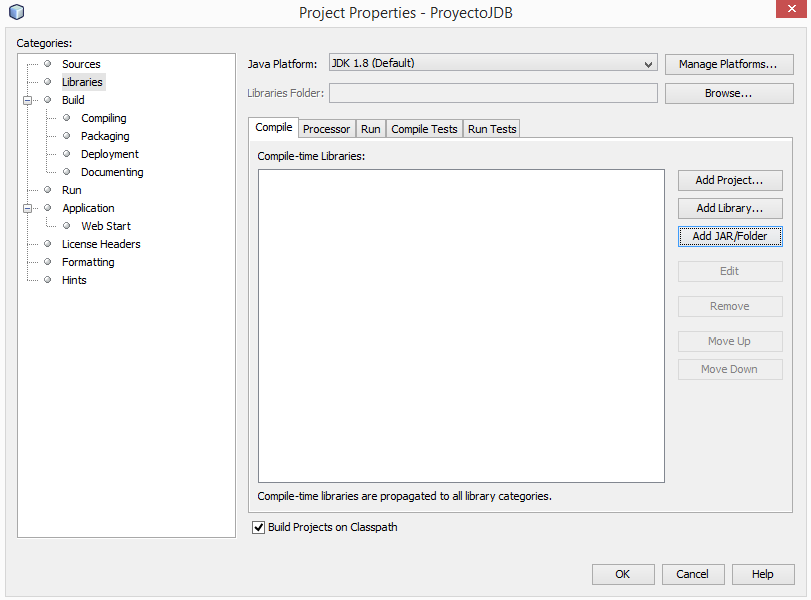 Project Properties - ProyectoJDB
Categories:
Sources
Libraries
Build
Compiling
Packaging
Deployment
Documenting
Run
Application
Web Start
License Headers
Formatting
Hints
Java Platform: JDK 1.8 (Default) Manage Platforms...
Libraries Folder: Browse...
Compile Processor Run Compile Tests Run Tests
Compile-time Libraries:
Add Project...
Add Library...
Add JAR/Folder
Edit
Remove
Move Up
Move Down
Compile-time libraries are propagated to all library categories.
Build Projects on Classpath
OK Cancel Help